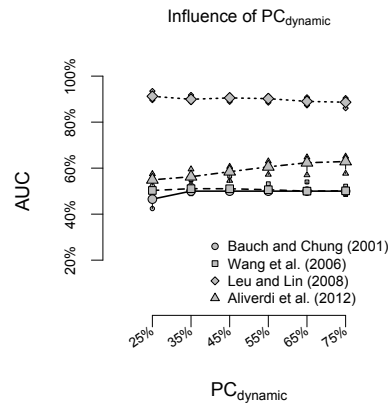 Influence of PCdynamic
AUC
100%
80%
60%
40%
20%
Bauch and Chung (2001)
Wang et al. (2006)
Leu and Lin (2008)
Aliverdi et al. (2012)
25%
35%
45%
55%
65%
75%
PCdynamic